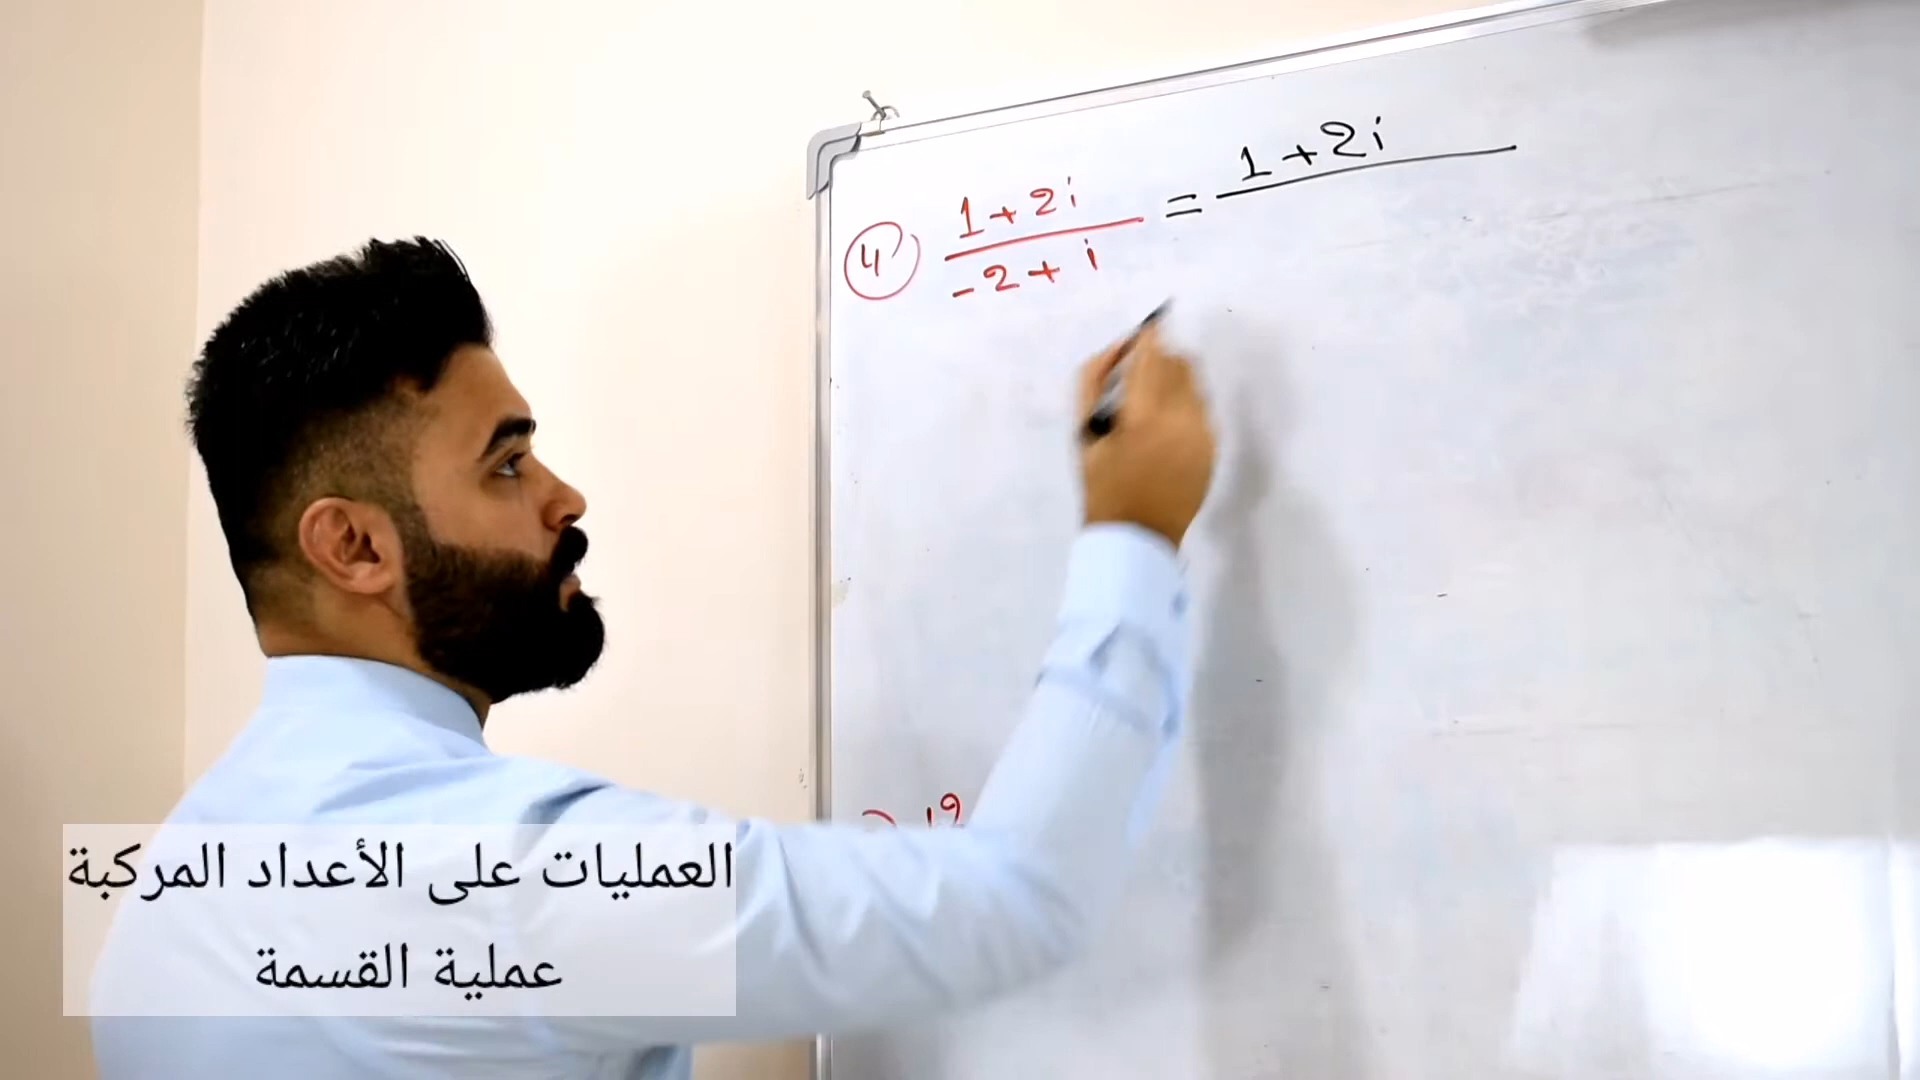 ④ 1+2i / -2+i = 1+2i
العمليات على الأعداد المركبة
عملية القسمة